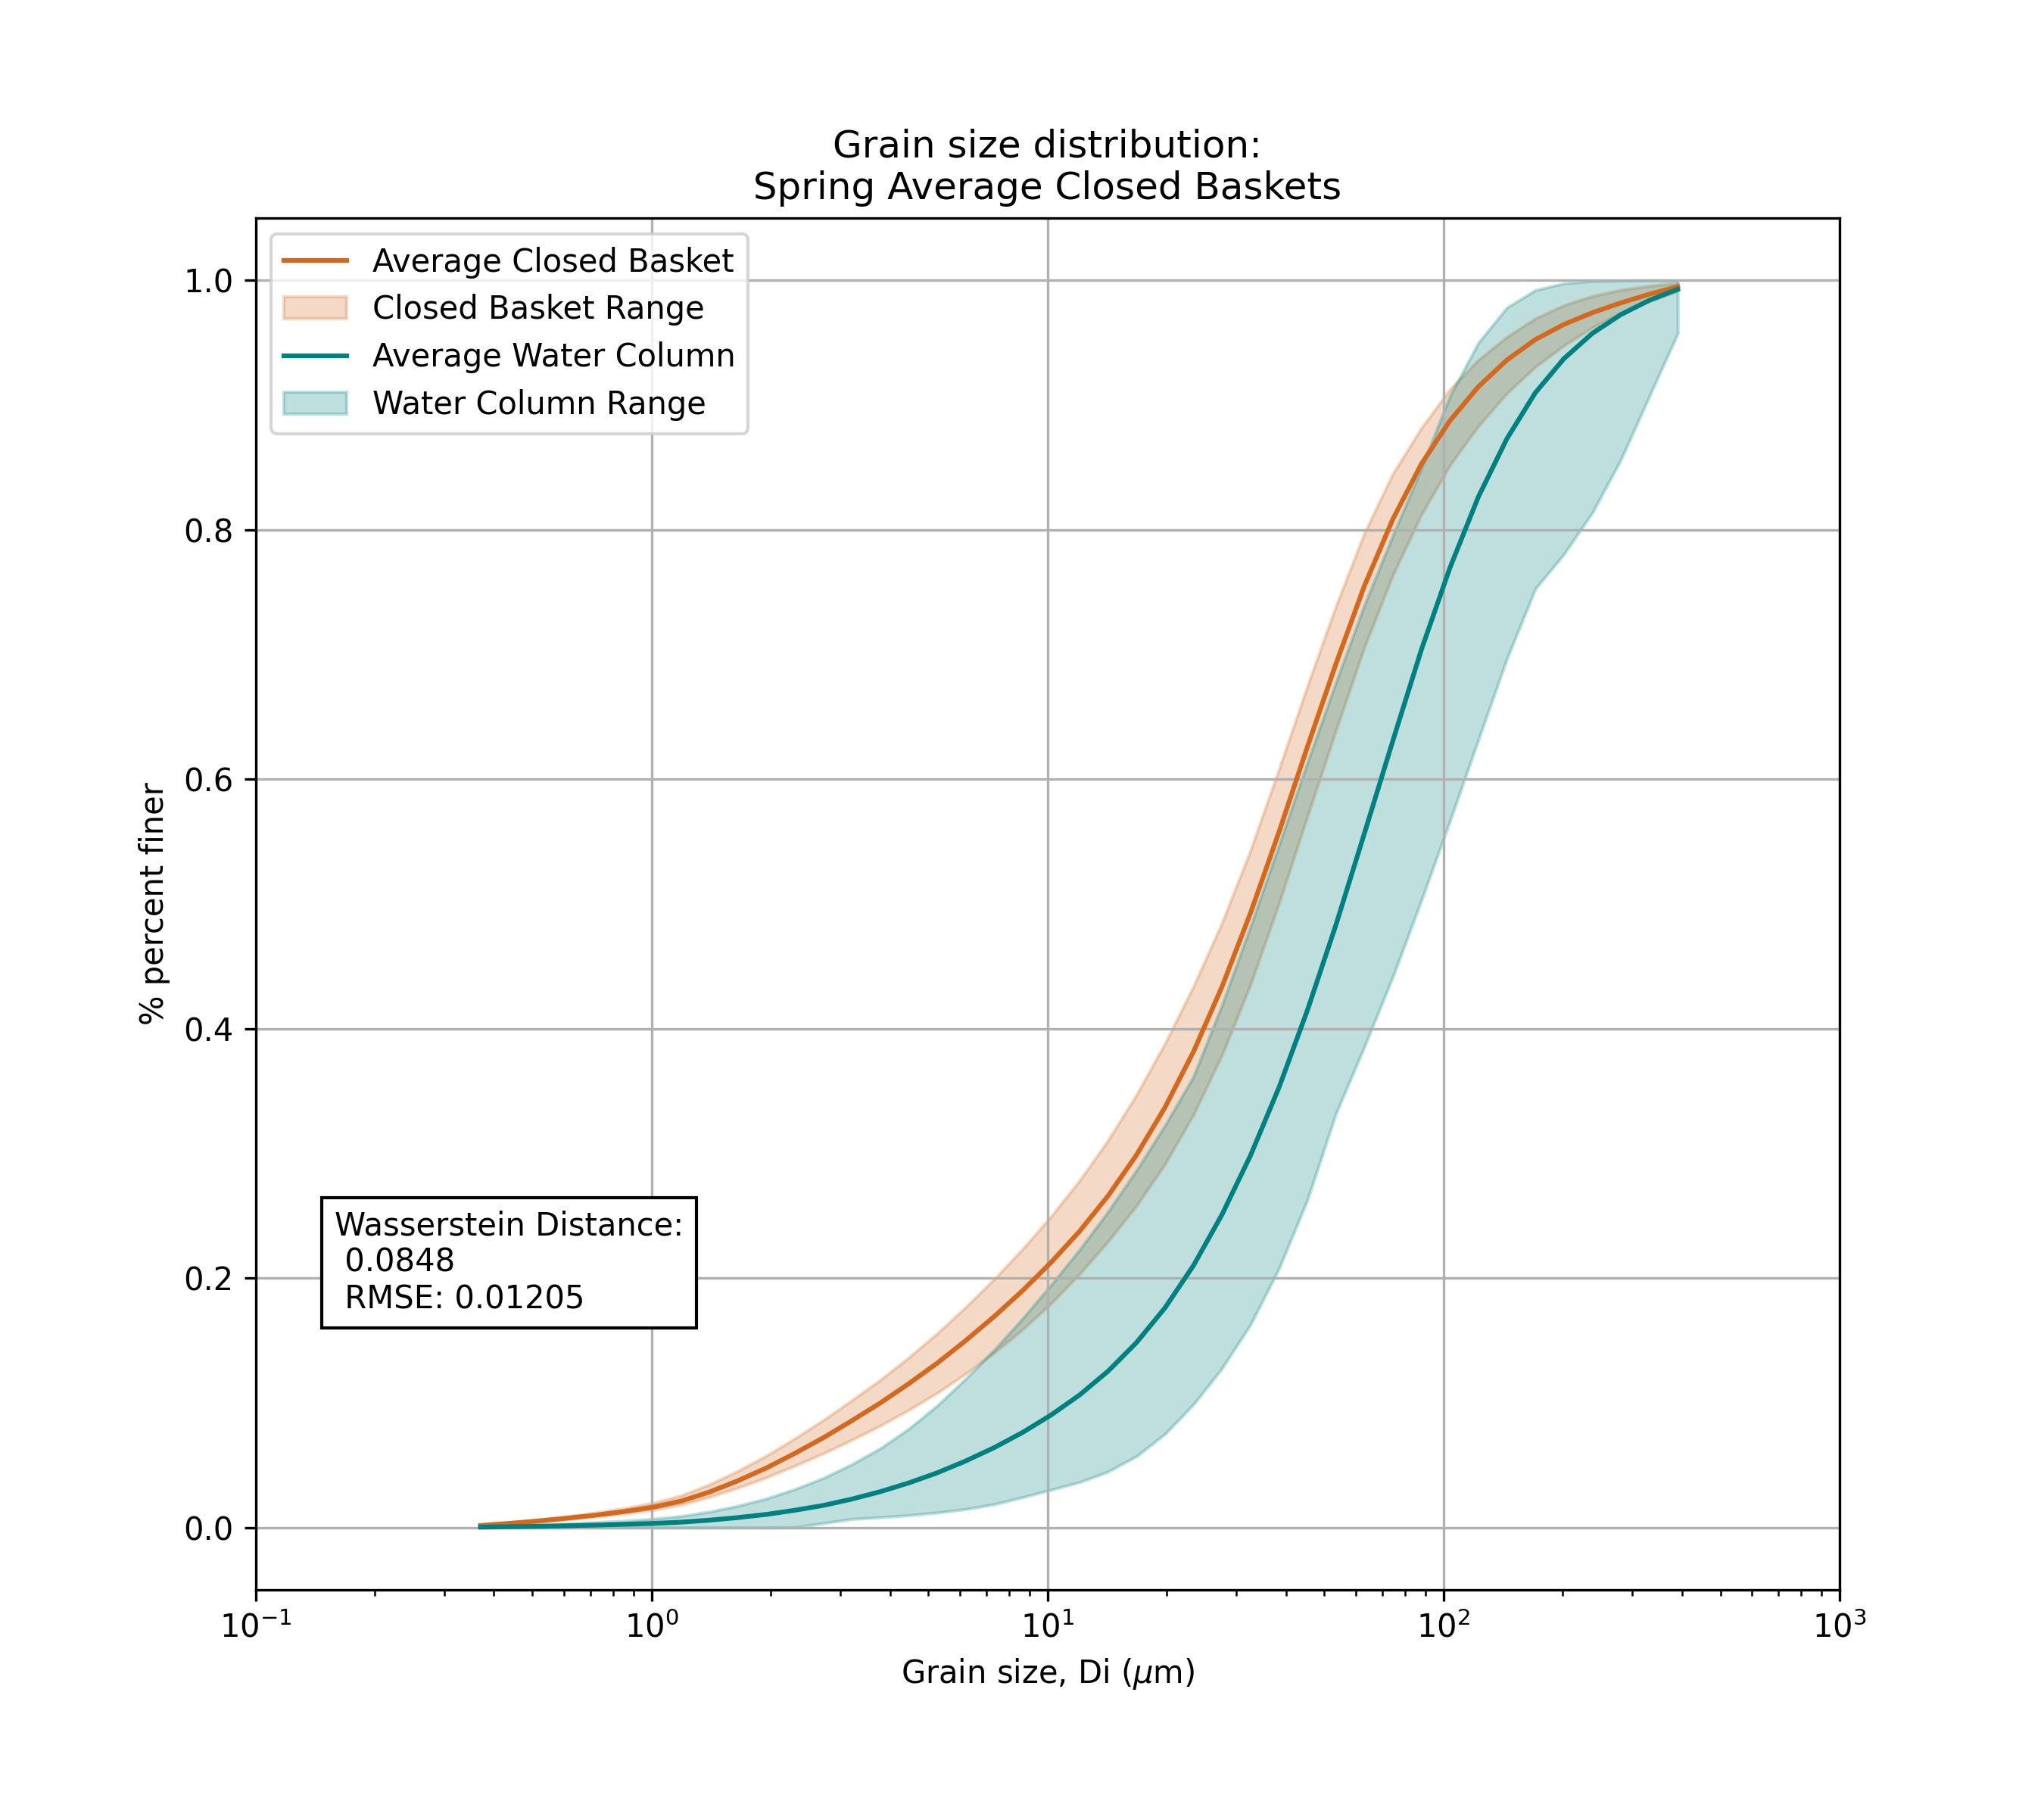 Grain size distribution:
Spring Average Closed Baskets
Average Closed Basket
Closed Basket Range
Average Water Column
Water Column Range
1.0
0.8
0.6
0.4
0.2
0.0
% percent finer
Wasserstein Distance:
0.0848
RMSE: 0.01205
10⁻¹
10⁰
10¹
10²
10³
Grain size, Di (μm)